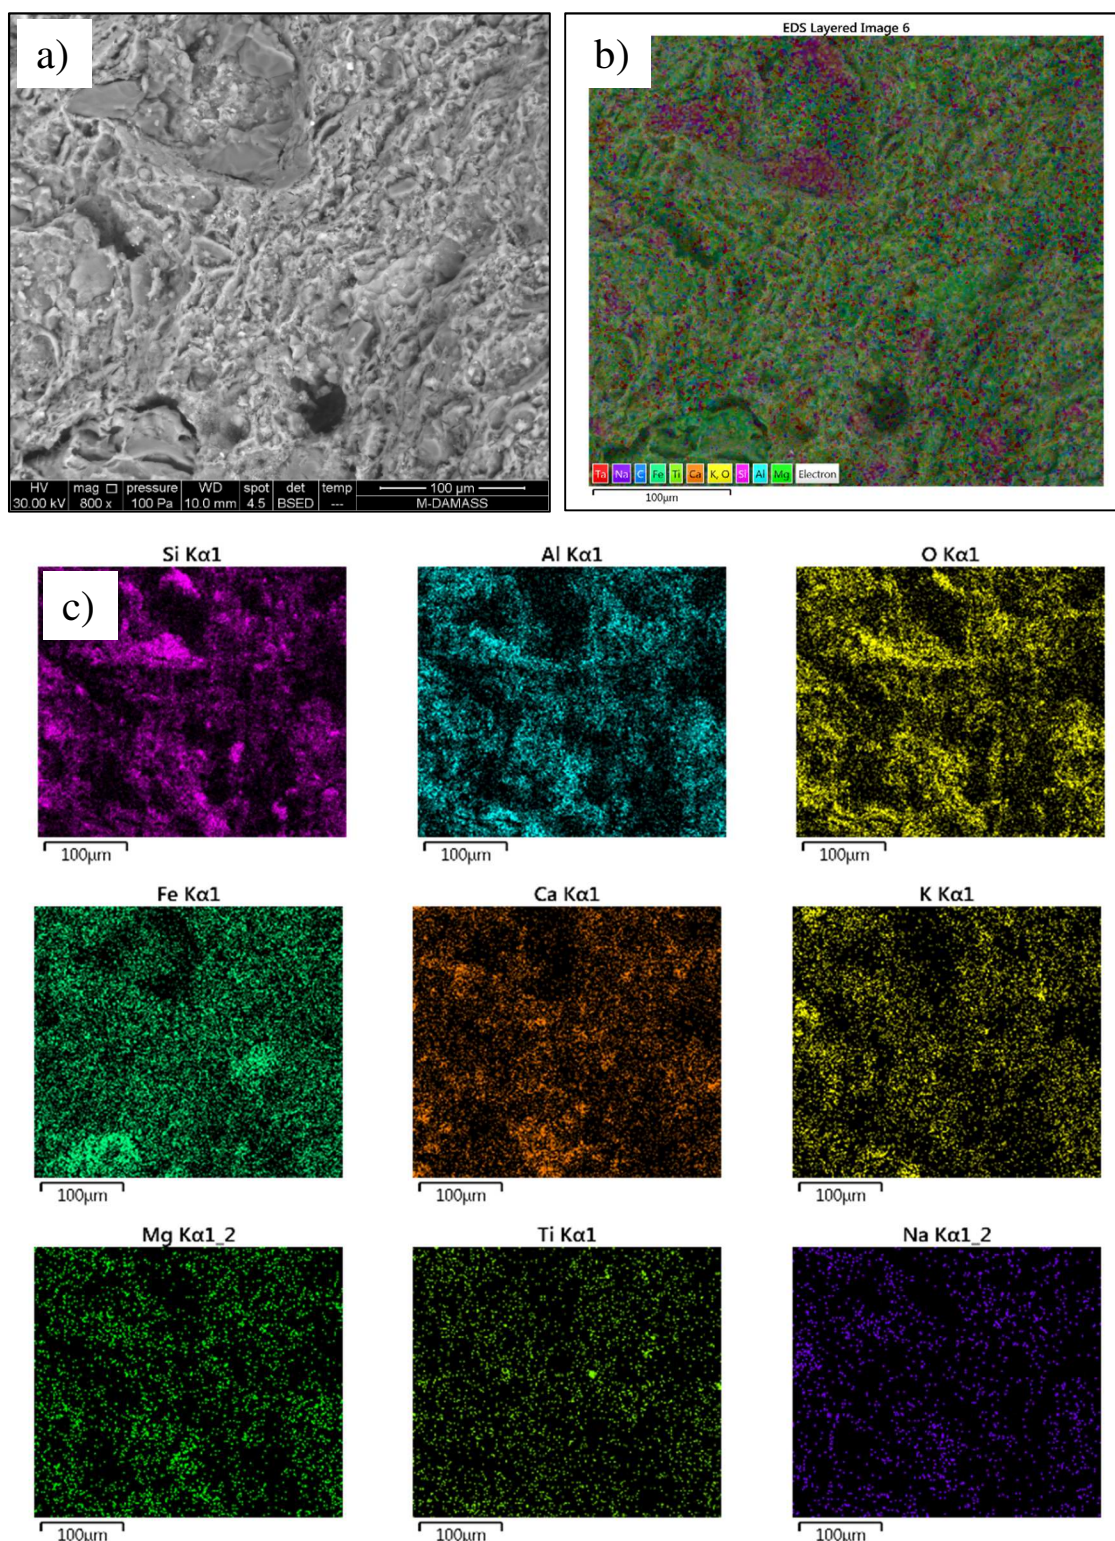 a)
HV mag □ pressure WD spot det temp 100 µm
30.00 kV 800 x 100 Pa 10.0 mm 4.5 BSED --- M-DAMASS
b)
EDS Layered Image 6
Ta Na C Fe Ti Ca K, O Si Al Mg Electron
100µm
c)
Si Kα1
100µm
Al Kα1
100µm
O Kα1
100µm
Fe Kα1
100µm
Ca Kα1
100µm
K Kα1
100µm
Mg Kα1_2
100µm
Ti Kα1
100µm
Na Kα1_2
100µm